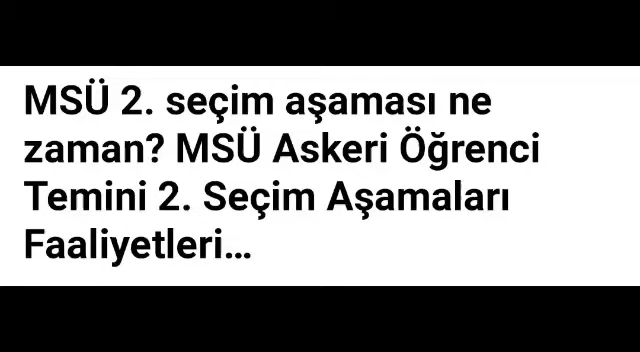 MSÜ 2. seçim aşaması ne
zaman? MSÜ Askeri Öğrenci
Temini 2. Seçim Aşamaları
Faaliyetleri...